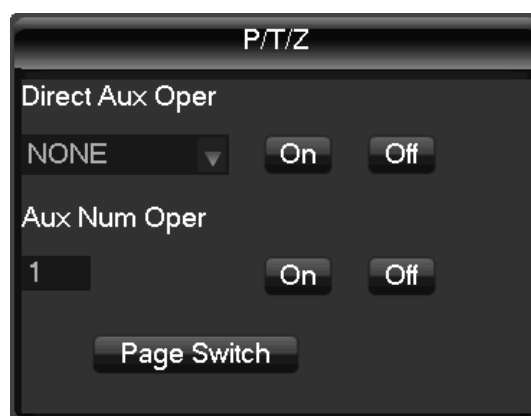 P/T/Z
Direct Aux Oper
NONE On Off
Aux Num Oper
1 On Off
Page Switch